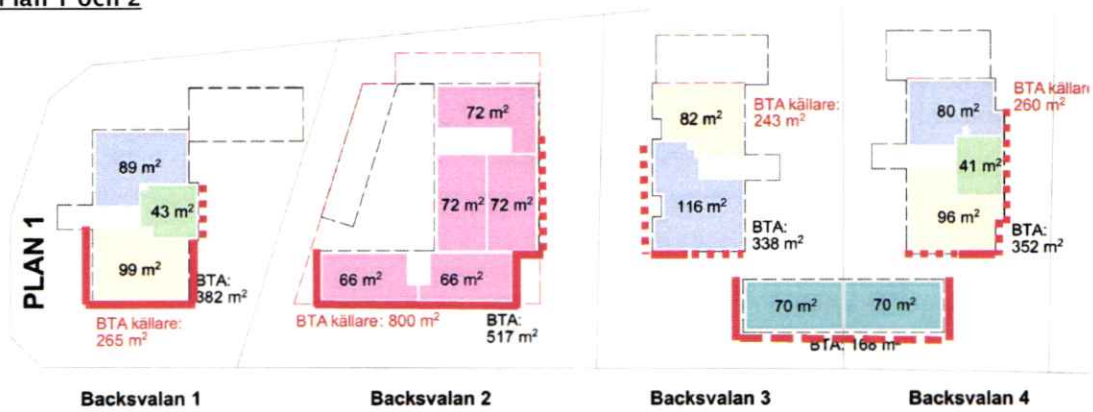 Plan 1 och 2
PLAN 1
89 m²
43 m²
99 m²
BTA:
382 m²
BTA källare:
265 m²
72 m²
72 m²
72 m²
66 m²
66 m²
BTA källare: 800 m²
BTA:
517 m²
82 m²
BTA källare:
243 m²
116 m²
BTA:
338 m²
80 m²
BTA källare
260 m²
41 m²
96 m²
BTA:
352 m²
70 m²
70 m²
BTA: 168 m²
Backsvalan 1
Backsvalan 2
Backsvalan 3
Backsvalan 4